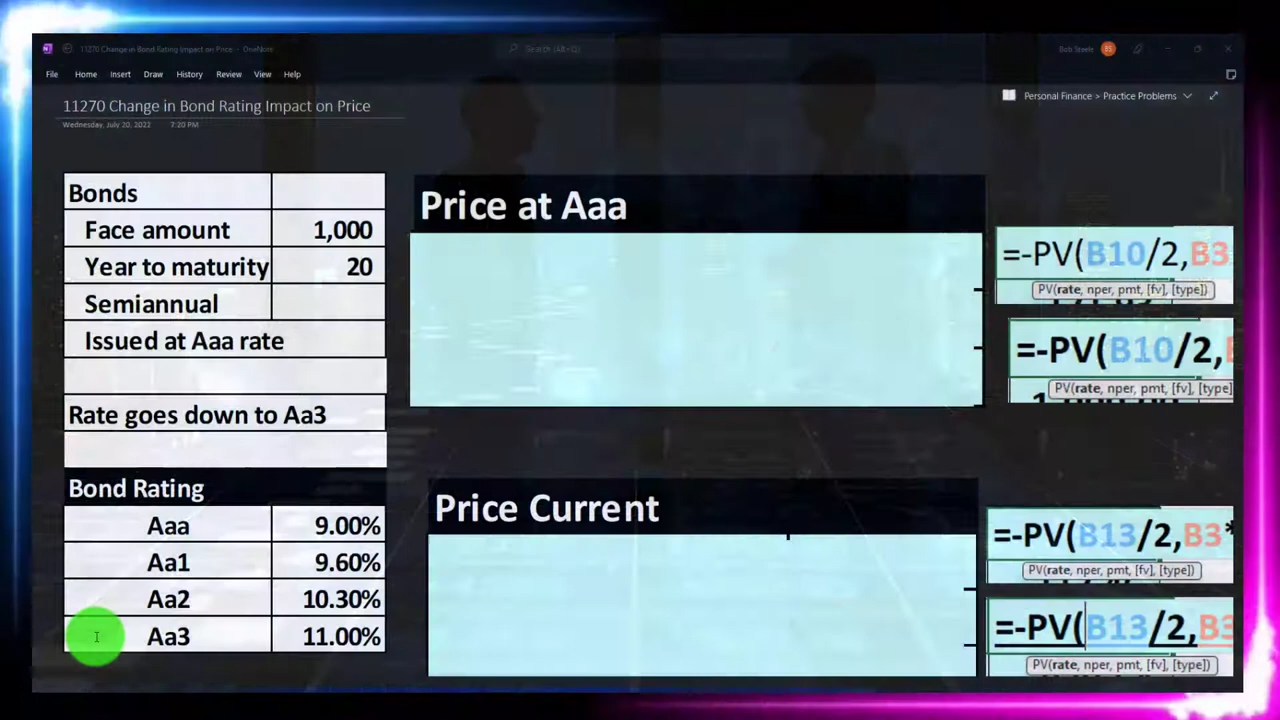 11270 Change in Bond Rating Impact on Price - OneNote
Search (Alt+Q)
Bob Steele
BS
File Home Insert Draw History Review View Help
11270 Change in Bond Rating Impact on Price
Wednesday, July 20, 2022 7:20 PM
Personal Finance > Practice Problems
Bonds
Face amount 1,000
Year to maturity 20
Semiannual
Issued at Aaa rate
Rate goes down to Aa3
Bond Rating
Aaa 9.00%
Aa1 9.60%
Aa2 10.30%
Aa3 11.00%
Price at Aaa
=-PV(B10/2,B3
PV(rate, nper, pmt, [fv], [type])
=-PV(B10/2,
PV(rate, nper, pmt, [fv], [type]
Price Current
=-PV(B13/2,B3*
PV(rate, nper, pmt, [fv], [type])
=-PV(B13/2,B3
PV(rate, nper, pmt, [fv], [type])